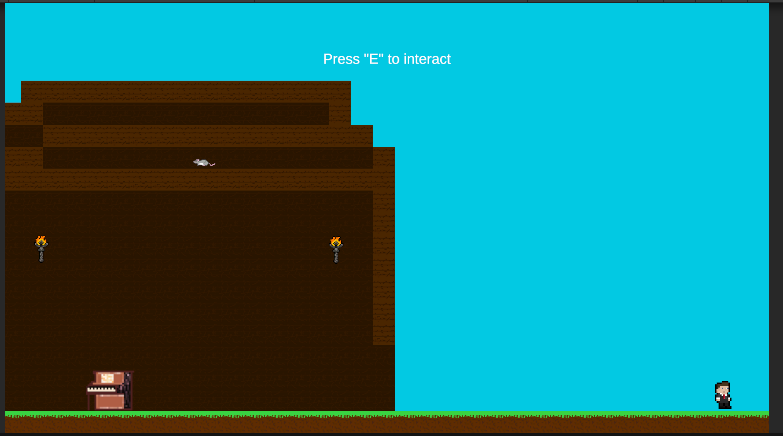 Press "E" to interact